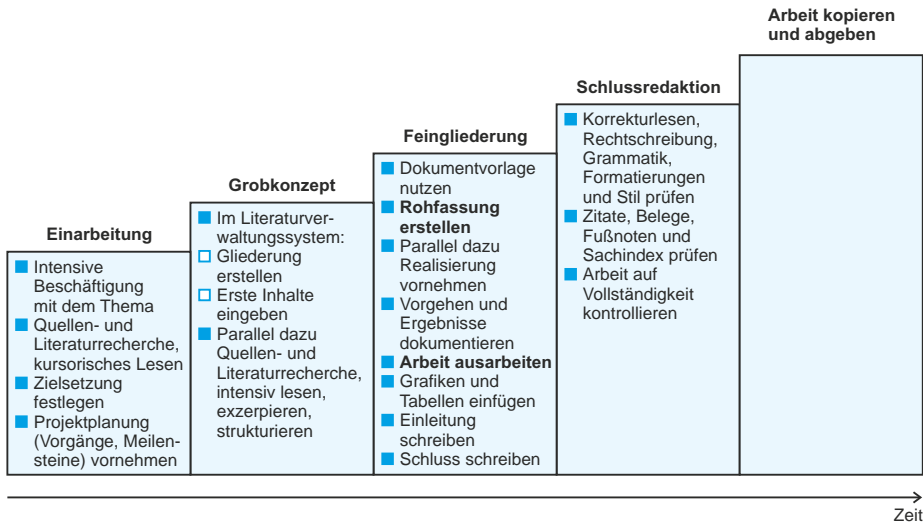 Einarbeitung
Intensive
Beschäftigung
mit dem Thema
Quellen- und
Literaturrecherche,
kursorisches Lesen
Zielsetzung
festlegen
Projektplanung
(Vorgänge, Meilen-
steine) vornehmen
Grobkonzept
Im Literaturver-
waltungssystem:
Gliederung
erstellen
Erste Inhalte
eingeben
Parallel dazu
Quellen- und
Literaturrecherche,
intensiv lesen,
exzerpieren,
strukturieren
Feingliederung
Dokumentvorlage
nutzen
Rohfassung
erstellen
Parallel dazu
Realisierung
vornehmen
Vorgehen und
Ergebnisse
dokumentieren
Arbeit ausarbeiten
Grafiken und
Tabellen einfügen
Einleitung
schreiben
Schluss schreiben
Schlussredaktion
Korrekturlesen,
Rechtschreibung,
Grammatik,
Formatierungen
und Stil prüfen
Zitate, Belege,
Fußnoten und
Sachindex prüfen
Arbeit auf
Vollständigkeit
kontrollieren
Arbeit kopieren
und abgeben
Zeit